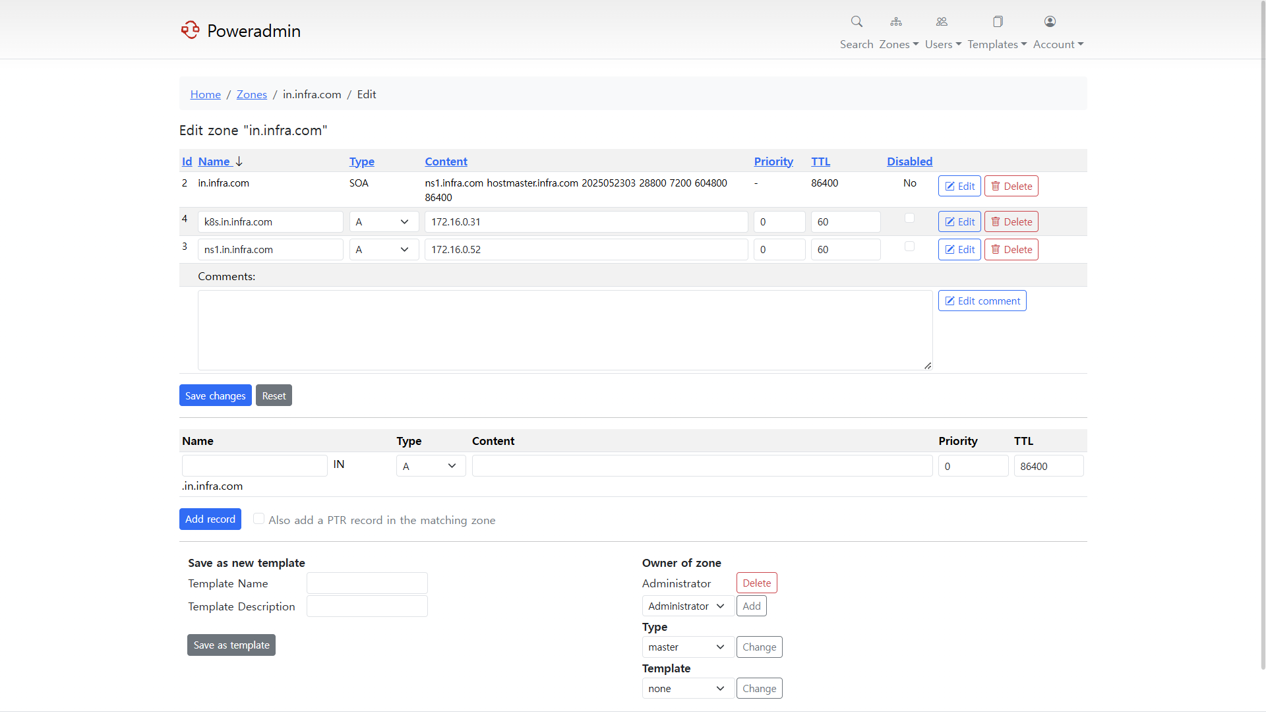 Poweradmin
Search Zones Users Templates Account
Home / Zones / in.infra.com / Edit
Edit zone "in.infra.com"
Id Name ↓ Type Content Priority TTL Disabled
2 in.infra.com SOA ns1.infra.com hostmaster.infra.com 2025052303 28800 7200 604800 - 86400 No Edit Delete
86400
4 k8s.in.infra.com A 172.16.0.31 0 60 Edit Delete
3 ns1.in.infra.com A 172.16.0.52 0 60 Edit Delete
Comments:
Edit comment
Save changes Reset
Name Type Content Priority TTL
IN A 0 86400
.in.infra.com
Add record Also add a PTR record in the matching zone
Save as new template
Template Name
Template Description
Save as template
Owner of zone
Administrator Delete
Administrator Add
Type
master Change
Template
none Change